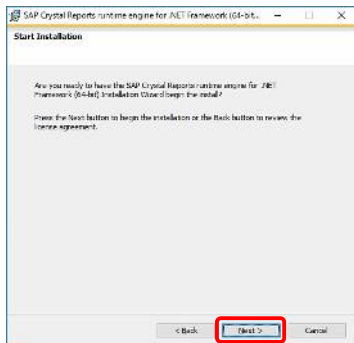 SAP Crystal Reports runtime engine for .NET Framework (64-bit...
Start Installation
Are you ready to have the SAP Crystal Reports runtime engine for .NET
Framework (64-bit) Installation Wizard begin the install?
Press the Next button to begin the installation or the Back button to review the
license agreement.
< Back Next > Cancel